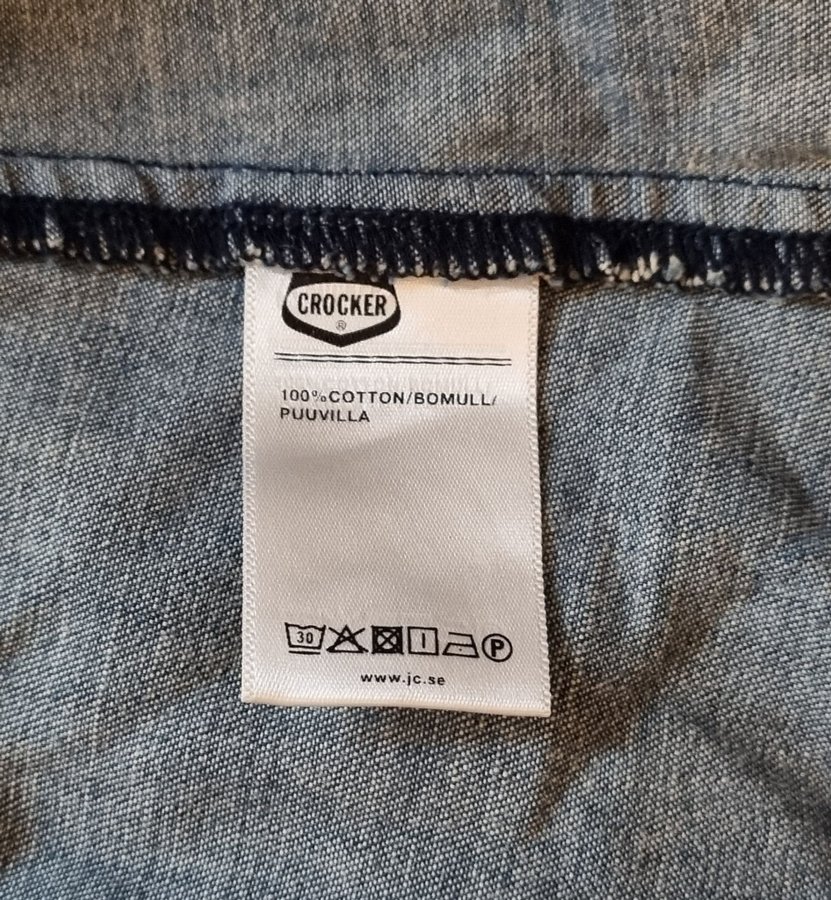 CROCKER
®
100% COTTON/BOMULL/
PUUVILLA
30 P
www.jc.se